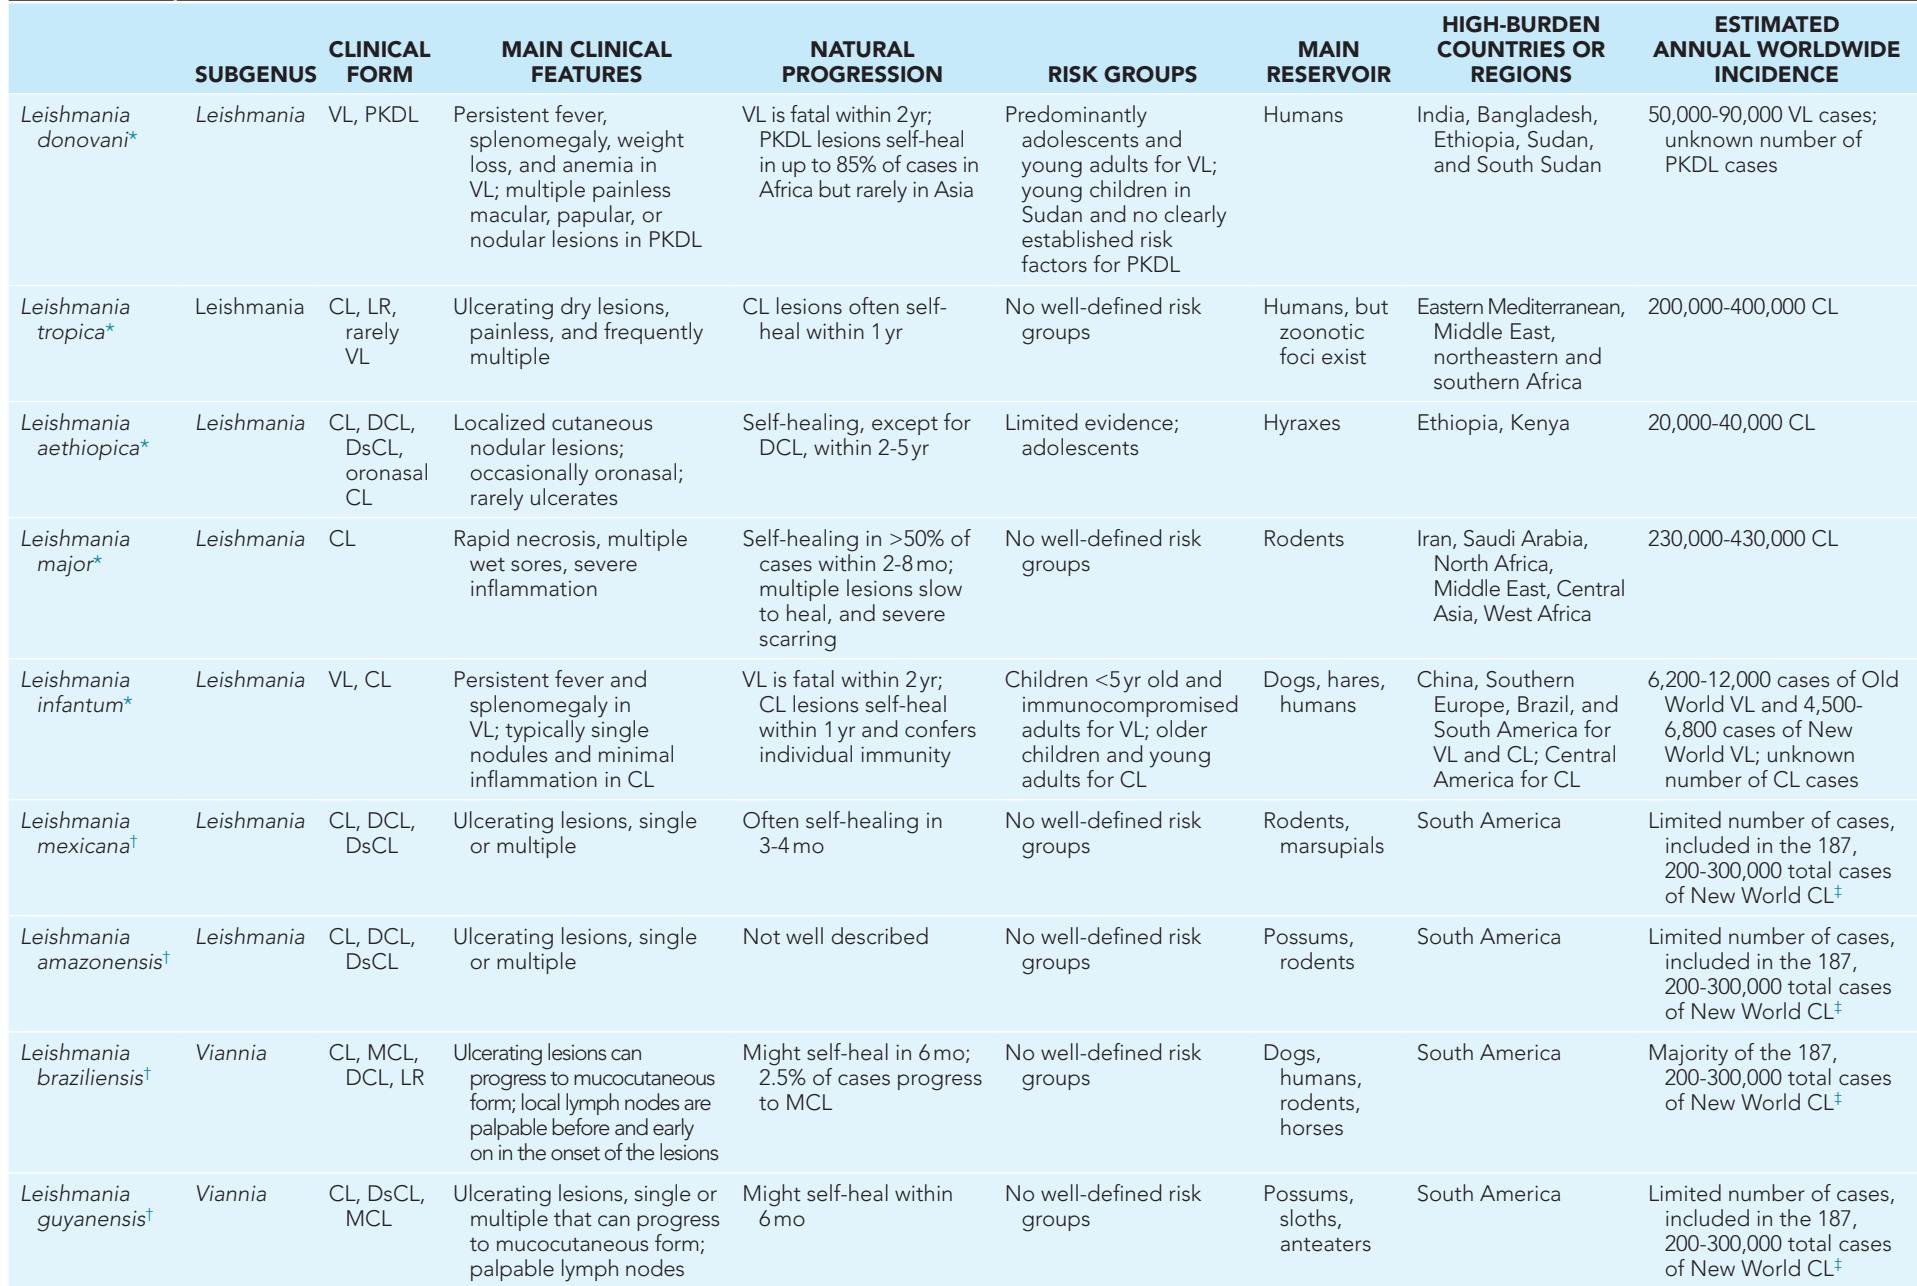 SUBGENUS
CLINICAL
FORM
MAIN CLINICAL
FEATURES
NATURAL
PROGRESSION
RISK GROUPS
MAIN
RESERVOIR
HIGH-BURDEN
COUNTRIES OR
REGIONS
ESTIMATED
ANNUAL WORLDWIDE
INCIDENCE
Leishmania
donovani*
Leishmania
VL, PKDL
Persistent fever,
splenomegaly, weight
loss, and anemia in
VL; multiple painless
macular, papular, or
nodular lesions in PKDL
VL is fatal within 2 yr;
PKDL lesions self-heal
in up to 85% of cases in
Africa but rarely in Asia
Predominantly
adolescents and
young adults for VL;
young children in
Sudan and no clearly
established risk
factors for PKDL
Humans
India, Bangladesh,
Ethiopia, Sudan,
and South Sudan
50,000-90,000 VL cases;
unknown number of
PKDL cases
Leishmania
tropica*
Leishmania
CL, LR,
rarely
VL
Ulcerating dry lesions,
painless, and frequently
multiple
CL lesions often self-
heal within 1 yr
No well-defined risk
groups
Humans, but
zoonotic
foci exist
Eastern Mediterranean,
Middle East,
northeastern and
southern Africa
200,000-400,000 CL
Leishmania
aethiopica*
Leishmania
CL, DCL,
DsCL,
oronasal
CL
Localized cutaneous
nodular lesions;
occasionally oronasal;
rarely ulcerates
Self-healing, except for
DCL, within 2-5 yr
Limited evidence;
adolescents
Hyraxes
Ethiopia, Kenya
20,000-40,000 CL
Leishmania
major*
Leishmania
CL
Rapid necrosis, multiple
wet sores, severe
inflammation
Self-healing in >50% of
cases within 2-8 mo;
multiple lesions slow
to heal, and severe
scarring
No well-defined risk
groups
Rodents
Iran, Saudi Arabia,
North Africa,
Middle East, Central
Asia, West Africa
230,000-430,000 CL
Leishmania
infantum*
Leishmania
VL, CL
Persistent fever and
splenomegaly in
VL; typically single
nodules and minimal
inflammation in CL
VL is fatal within 2 yr;
CL lesions self-heal
within 1 yr and confers
individual immunity
Children <5 yr old and
immunocompromised
adults for VL; older
children and young
adults for CL
Dogs, hares,
humans
China, Southern
Europe, Brazil, and
South America for
VL and CL; Central
America for CL
6,200-12,000 cases of Old
World VL and 4,500-
6,800 cases of New
World VL; unknown
number of CL cases
Leishmania
mexicana†
Leishmania
CL, DCL,
DsCL
Ulcerating lesions, single
or multiple
Often self-healing in
3-4 mo
No well-defined risk
groups
Rodents,
marsupials
South America
Limited number of cases,
included in the 187,
200-300,000 total cases
of New World CL‡
Leishmania
amazonensis†
Leishmania
CL, DCL,
DsCL
Ulcerating lesions, single
or multiple
Not well described
No well-defined risk
groups
Possums,
rodents
South America
Limited number of cases,
included in the 187,
200-300,000 total cases
of New World CL‡
Leishmania
braziliensis†
Viannia
CL, MCL,
DCL, LR
Ulcerating lesions can
progress to mucocutaneous
form; local lymph nodes are
palpable before and early
on in the onset of the lesions
Might self-heal in 6 mo;
2.5% of cases progress
to MCL
No well-defined risk
groups
Dogs,
humans,
rodents,
horses
South America
Majority of the 187,
200-300,000 total cases
of New World CL‡
Leishmania
guyanensis†
Viannia
CL, DsCL,
MCL
Ulcerating lesions, single or
multiple that can progress
to mucocutaneous form;
palpable lymph nodes
Might self-heal within
6 mo
No well-defined risk
groups
Possums,
sloths,
anteaters
South America
Limited number of cases,
included in the 187,
200-300,000 total cases
of New World CL‡